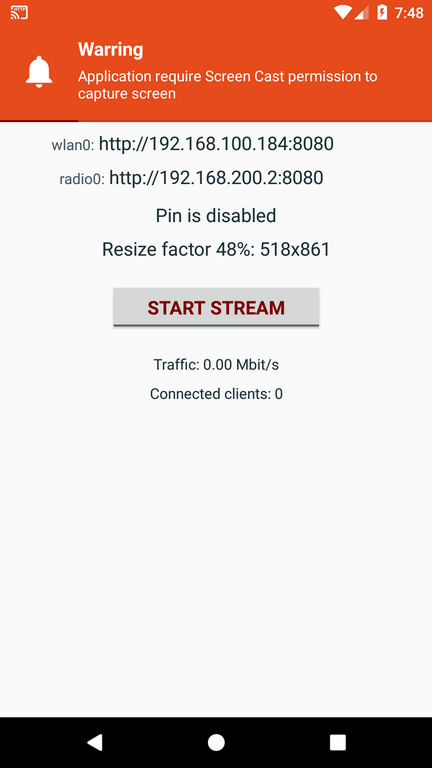 7:48
Warring
Application require Screen Cast permission to
capture screen
wlan0: http://192.168.100.184:8080
radio0: http://192.168.200.2:8080
Pin is disabled
Resize factor 48%: 518x861
START STREAM
Traffic: 0.00 Mbit/s
Connected clients: 0